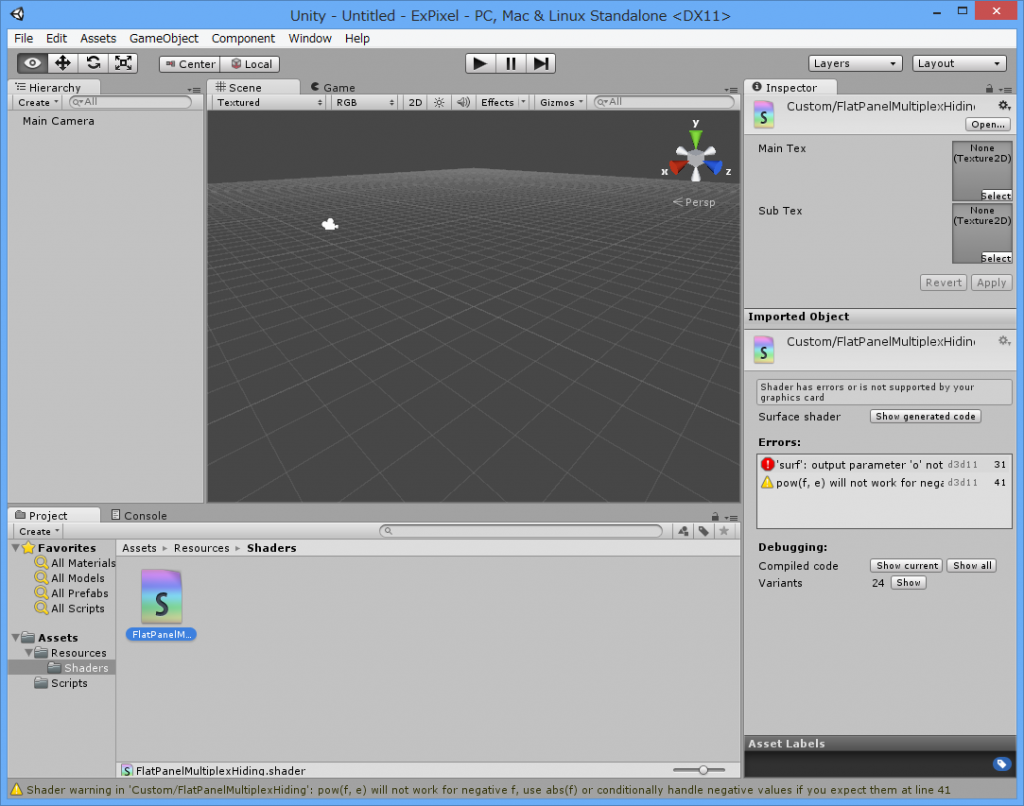 Unity - Untitled - ExPixel - PC, Mac & Linux Standalone <DX11>
File Edit Assets GameObject Component Window Help
Center Local Layers Layout
Hierarchy
Create All
Main Camera
Scene Game
Textured RGB 2D Effects Gizmos All
y
x z
Persp
Inspector
Custom/FlatPanelMultiplexHidin
Open...
Main Tex
None
(Texture2D)
Select
Sub Tex
None
(Texture2D)
Select
Revert Apply
Imported Object
Custom/FlatPanelMultiplexHidin
Shader has errors or is not supported by your
graphics card
Surface shader Show generated code
Errors:
'surf': output parameter 'o' not d3d11 31
pow(f, e) will not work for nega d3d11 41
Debugging:
Compiled code Show current Show all
Variants 24 Show
Asset Labels
Project Console
Create
Favorites
All Materials
All Models
All Prefabs
All Scripts
Assets
Resources
Shaders
Scripts
Assets Resources Shaders
S
FlatPanelM...
FlatPanelMultiplexHiding.shader
Shader warning in 'Custom/FlatPanelMultiplexHiding': pow(f, e) will not work for negative f, use abs(f) or conditionally handle negative values if you expect them at line 41